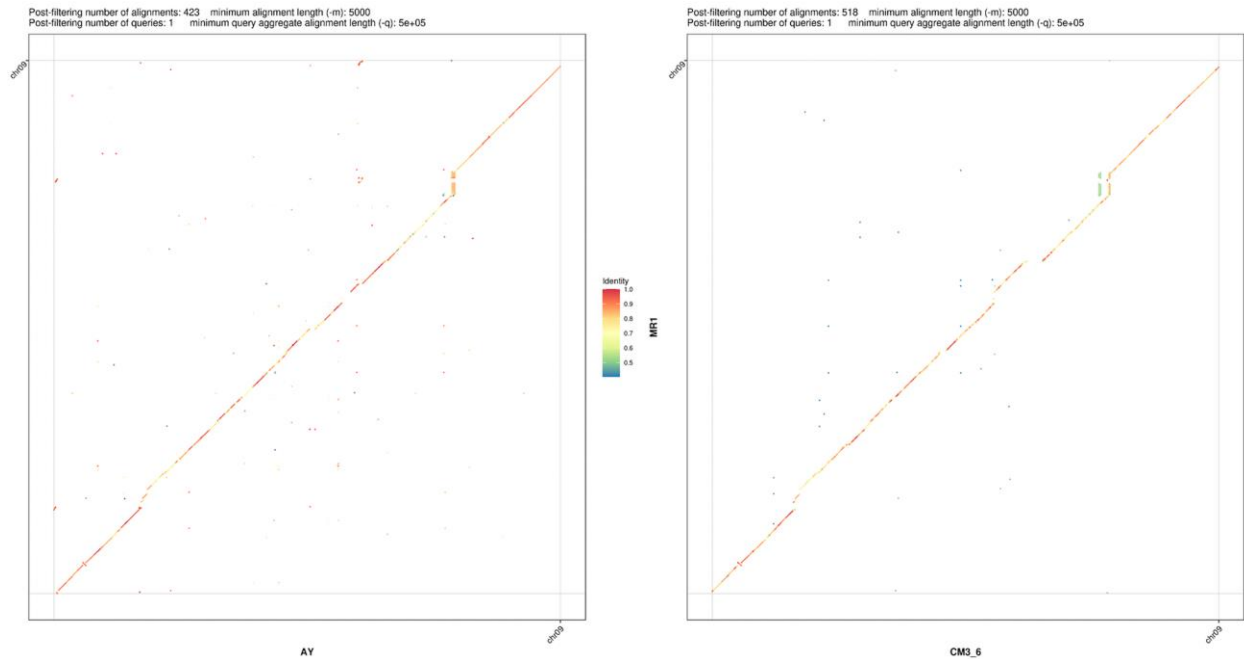 Post-filtering number of alignments: 423 minimum alignment length (-m): 5000
Post-filtering number of queries: 1 minimum query aggregate alignment length (-q): 5e+05
chr09
chr09
AY
Identity
1.0
0.9
0.8
0.7
0.6
0.5
MR1
Post-filtering number of alignments: 518 minimum alignment length (-m): 5000
Post-filtering number of queries: 1 minimum query aggregate alignment length (-q): 5e+05
chr09
chr09
CM3_6